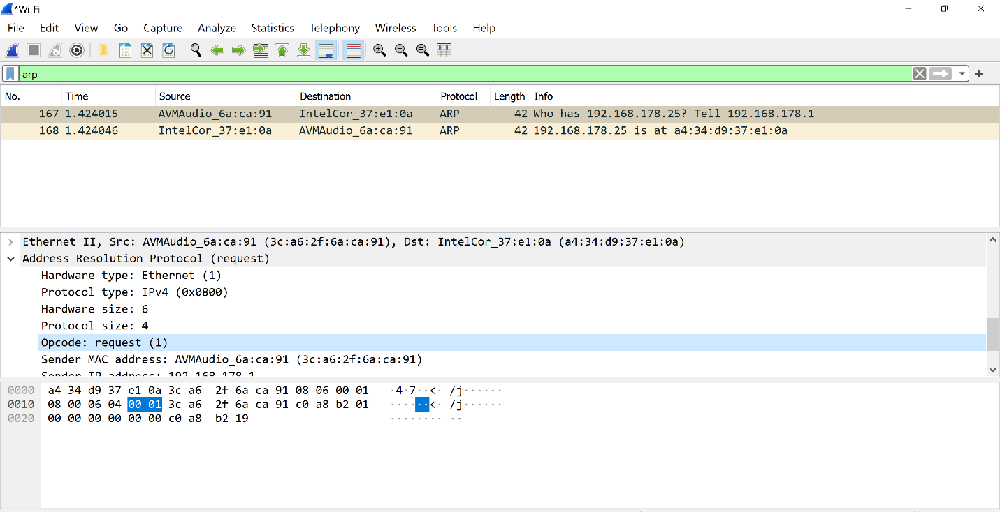 *Wi Fi
File Edit View Go Capture Analyze Statistics Telephony Wireless Tools Help
arp
No. Time Source Destination Protocol Length Info
167 1.424015 AVMAudio_6a:ca:91 IntelCor_37:e1:0a ARP 42 Who has 192.168.178.25? Tell 192.168.178.1
168 1.424046 IntelCor_37:e1:0a AVMAudio_6a:ca:91 ARP 42 192.168.178.25 is at a4:34:d9:37:e1:0a
Ethernet II, Src: AVMAudio_6a:ca:91 (3c:a6:2f:6a:ca:91), Dst: IntelCor_37:e1:0a (a4:34:d9:37:e1:0a)
Address Resolution Protocol (request)
Hardware type: Ethernet (1)
Protocol type: IPv4 (0x0800)
Hardware size: 6
Protocol size: 4
Opcode: request (1)
Sender MAC address: AVMAudio_6a:ca:91 (3c:a6:2f:6a:ca:91)
Sender IP address: 192.168.178.1
0000 a4 34 d9 37 e1 0a 3c a6 2f 6a ca 91 08 06 00 01 ·4·7··<· /j······
0010 08 00 06 04 00 01 3c a6 2f 6a ca 91 c0 a8 b2 01 ······<· /j······
0020 00 00 00 00 00 00 c0 a8 b2 19 ········ ··